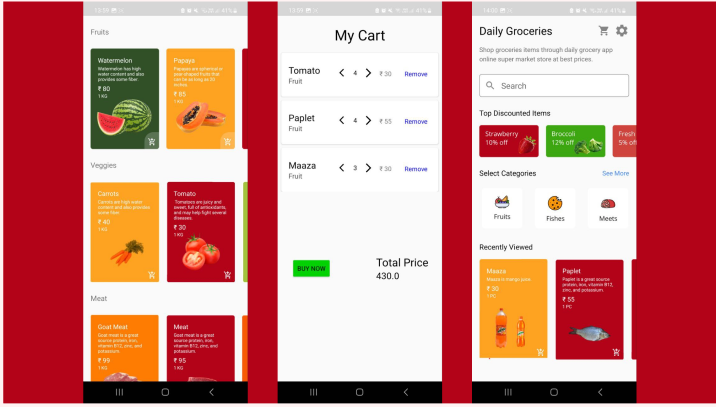 13:59
41%
Fruits
Watermelon
Watermelon has high
water content and also
provides some fiber.
₹ 80
1 KG
Papaya
Papayas are spherical or
pear-shaped fruits that
can be as long as 20
inches.
₹ 85
1 KG
Veggies
Carrots
Carrots are high water
content and also provides
some fiber.
₹ 40
1 KG
Tomato
Tomatoes are juicy and
sweet, full of antioxidants,
and may help fight several
diseases.
₹ 30
1 KG
Meat
Goat Meat
Goat meat is a great
source protein, iron,
vitamin B12, zinc, and
potassium.
₹ 99
1 KG
Meat
Goat meat is a great
source protein, iron,
vitamin B12, zinc, and
potassium.
₹ 95
1 KG
41%
My Cart
Tomato
Fruit
4
₹ 30
Remove
Paplet
Fruit
4
₹ 55
Remove
Maaza
Fruit
3
₹ 30
Remove
BUY NOW
Total Price
430.0
14:00
41%
Daily Groceries
Shop groceries items through daily grocery app
online super market store at best prices.
Search
Top Discounted Items
Strawberry
10% off
Broccoli
12% off
Fresh
5% of
Select Categories
See More
Fruits
Fishes
Meets
Recently Viewed
Maaza
Maaza is mango juice
₹ 30
1 PC
Paplet
Paplet is a great source
protein, iron, vitamin B12,
zinc, and potassium.
₹ 55
1 PC